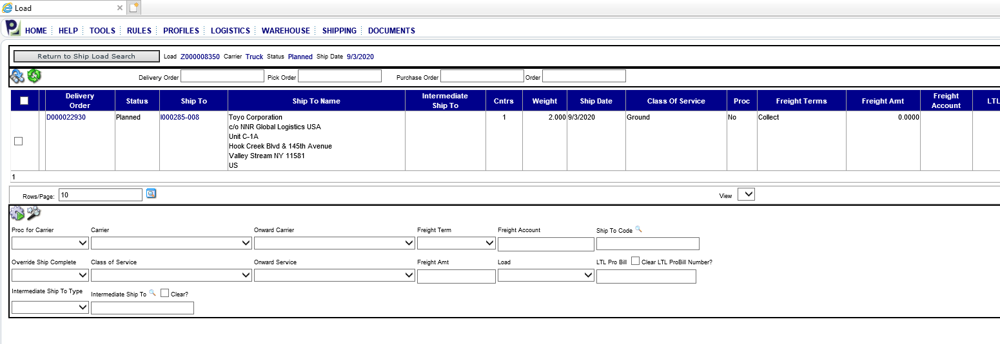 Load
HOME HELP TOOLS RULES PROFILES LOGISTICS WAREHOUSE SHIPPING DOCUMENTS
Return to Ship Load Search Load Z000008350 Carrier Truck Status Planned Ship Date 9/3/2020
Delivery Order Pick Order Purchase Order Order
Delivery Order Status Ship To Ship To Name Intermediate Ship To Cntrs Weight Ship Date Class Of Service Proc Freight Terms Freight Amt Freight Account LTL
D000022930 Planned I000285-008 Toyo Corporation 1 2.000 9/3/2020 Ground No Collect 0.0000
c/o NNR Global Logistics USA
Unit C-1A
Hook Creek Blvd & 145th Avenue
Valley Stream NY 11581
US
1
Rows/Page: 10 View
Proc for Carrier Carrier Onward Carrier Freight Term Freight Account Ship To Code
Override Ship Complete Class of Service Onward Service Freight Amt Load LTL Pro Bill Clear LTL ProBill Number?
Intermediate Ship To Type Intermediate Ship To Clear?